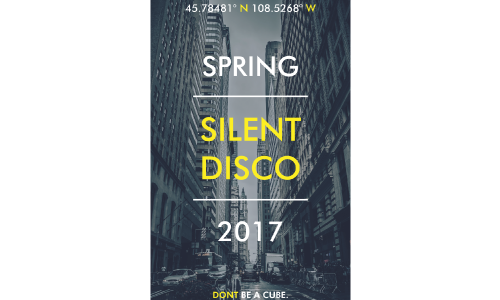 45.78481° N 108.5268° W
SPRING
SILENT
DISCO
2017
DONT BE A CUBE.